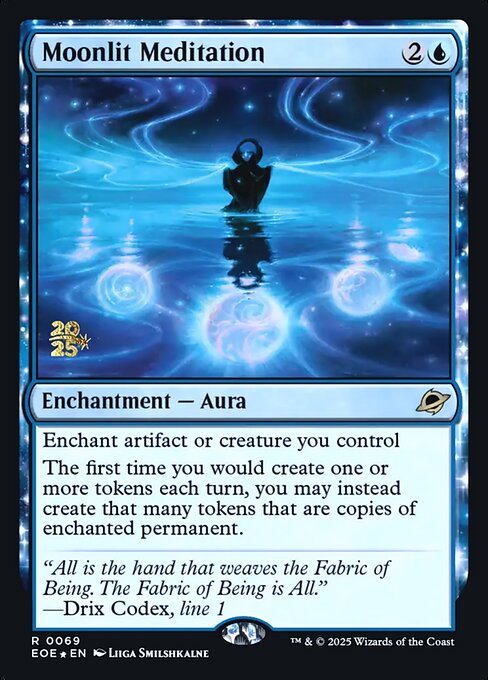 Moonlit Meditation 2
20
25
Enchantment — Aura
Enchant artifact or creature you control
The first time you would create one or
more tokens each turn, you may instead
create that many tokens that are copies of
enchanted permanent.
“All is the hand that weaves the Fabric of
Being. The Fabric of Being is All.”
—Drix Codex, line 1
R 0069
EOE ★ EN Liiga Smilshkalne
™ & © 2025 Wizards of the Coast